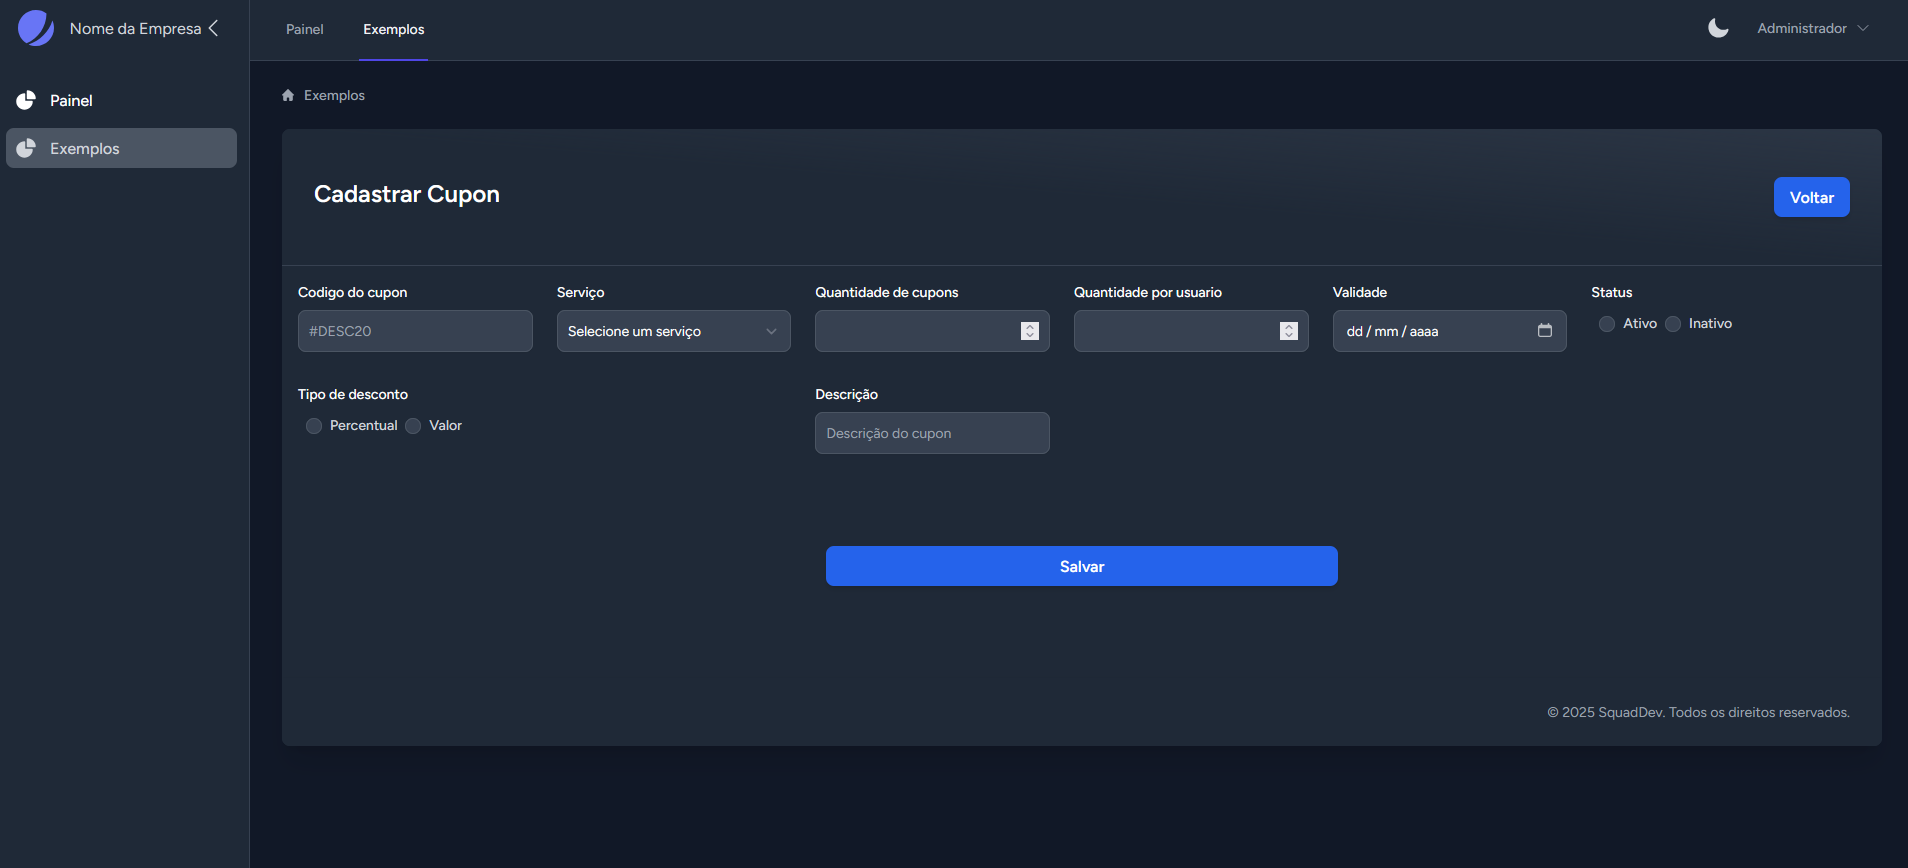 Nome da Empresa
Painel
Exemplos
Administrador
Painel
Exemplos
Exemplos
Cadastrar Cupon
Voltar
Codigo do cupon
Serviço
Quantidade de cupons
Quantidade por usuario
Validade
Status
#DESC20
Selecione um serviço
dd / mm / aaaa
Ativo
Inativo
Tipo de desconto
Descrição
Percentual
Valor
Descrição do cupon
Salvar
© 2025 SquadDev. Todos os direitos reservados.